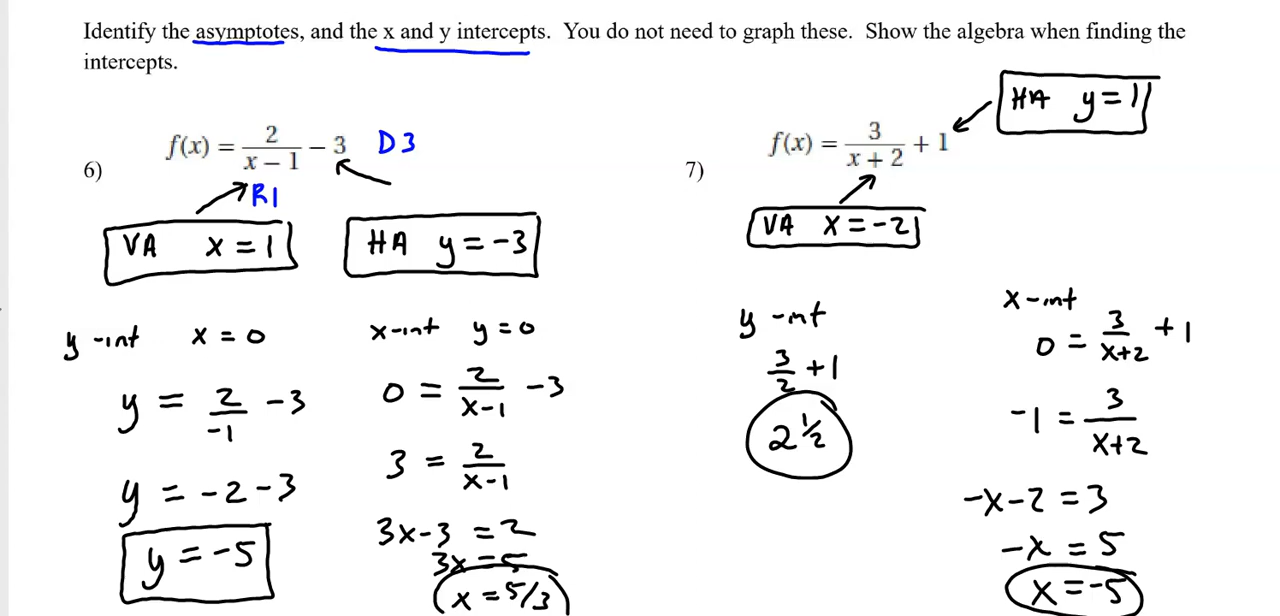 Identify the asymptotes, and the x and y intercepts. You do not need to graph these. Show the algebra when finding the
intercepts.
6) f(x) = 2/(x − 1) − 3 D3
R1
VA x = 1
HA y = -3
y-int x = 0
y = 2/-1 - 3
y = -2 - 3
y = -5
x-int y = 0
0 = 2/(x-1) - 3
3 = 2/(x-1)
3x - 3 = 2
3x = 5
x = 5/3
7) f(x) = 3/(x + 2) + 1
HA y = 1
VA x = -2
y-int
3/2 + 1
2 1/2
x-int
0 = 3/(x+2) + 1
-1 = 3/(x+2)
-x - 2 = 3
-x = 5
x = -5